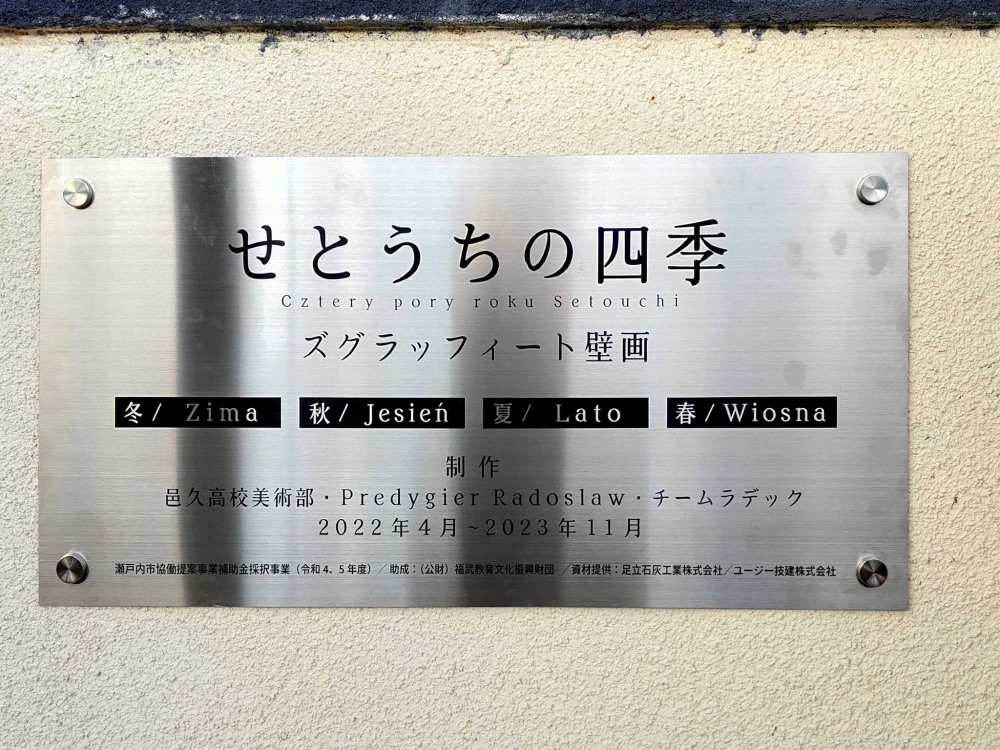 せとうちの四季
Cztery pory roku Setouchi
ズグラッフィート壁画
冬/ Zima 秋/ Jesień 夏/ Lato 春/Wiosna
制作
邑久高校美術部・Predygier Radoslaw・チームラデック
2022年4月~2023年11月
瀬戸内市協働提案事業補助金採択事業（令和4、5年度）／助成：（公財）福武教育文化振興財団 ／資材提供：足立石灰工業株式会社／ユージー技建株式会社